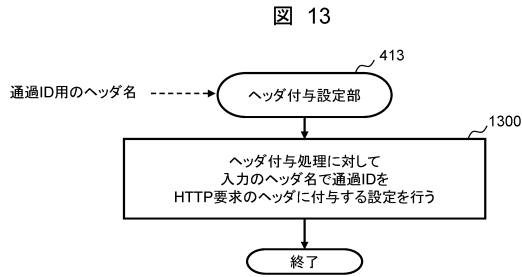 図 13
413
通過ID用のヘッダ名
ヘッダ付与設定部
1300
ヘッダ付与処理に対して
入力のヘッダ名で通過IDを
HTTP要求のヘッダに付与する設定を行う
終了